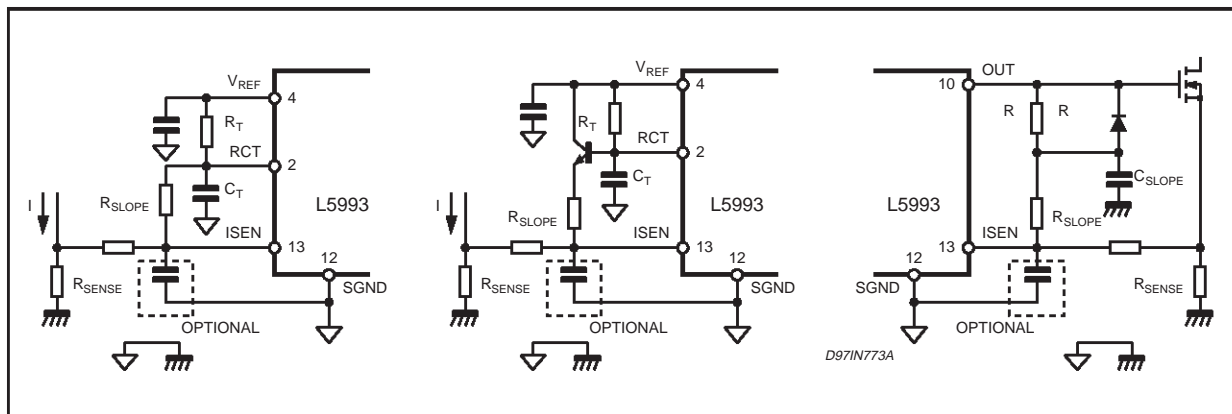 VREF
4
RT
RCT
2
CT
RSLOPE
L5993
I
ISEN
13
12
RSENSE
SGND
OPTIONAL
VREF
4
RT
RCT
2
CT
RSLOPE
L5993
I
ISEN
13
12
RSENSE
SGND
OPTIONAL
OUT
10
R
R
CSLOPE
L5993
RSLOPE
ISEN
13
12
SGND
RSENSE
OPTIONAL
D97IN773A